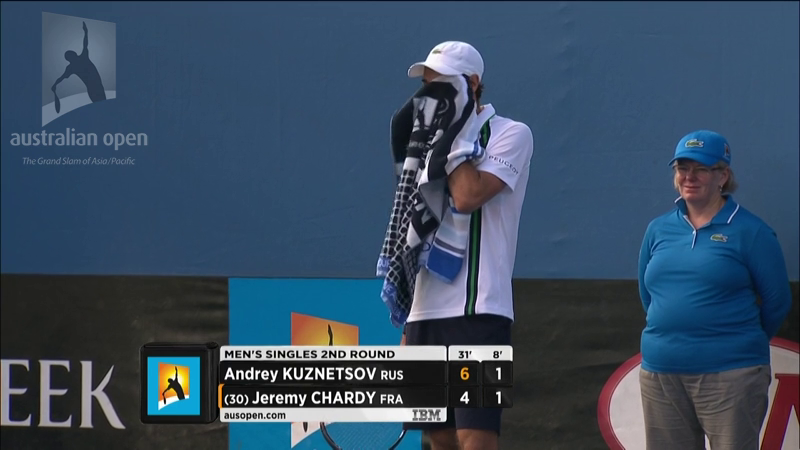 australian open
The Grand Slam of Asia/Pacific
PEUGEOT
EEK
MEN'S SINGLES 2ND ROUND 31' 8'
Andrey KUZNETSOV RUS 6 1
(30) Jeremy CHARDY FRA 4 1
ausopen.com IBM